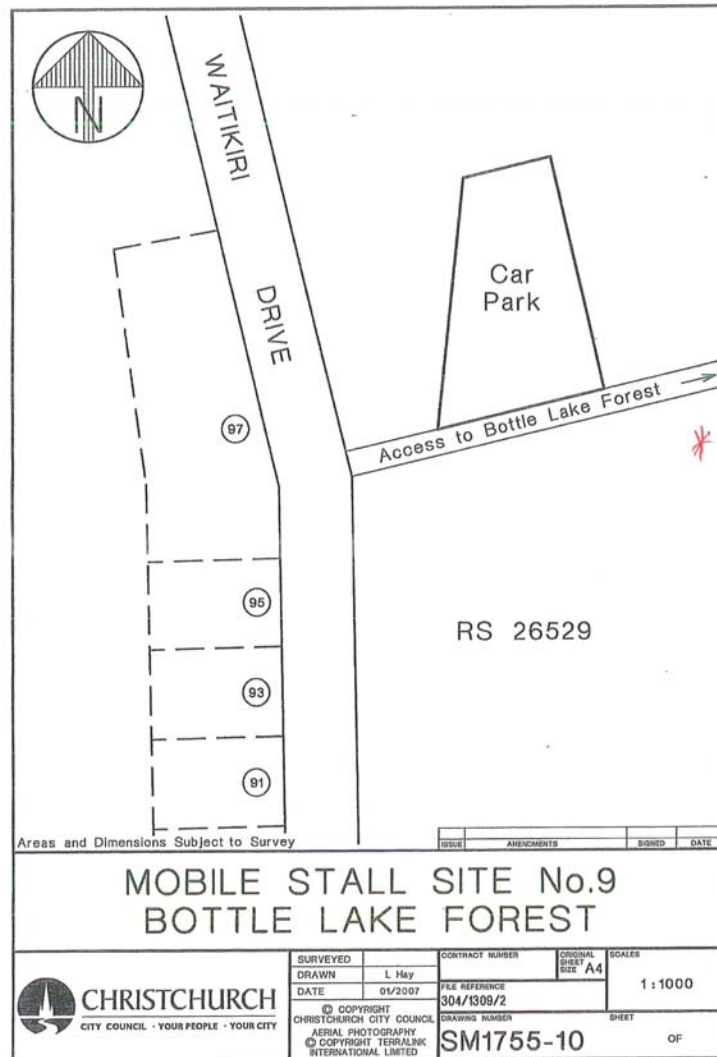 N
WAITIKIRI
DRIVE
Car
Park
Access to Bottle Lake Forest
97
95
RS 26529
93
91
Areas and Dimensions Subject to Survey
ISSUE AMENDMENTS SIGNED DATE
MOBILE STALL SITE No.9
BOTTLE LAKE FOREST
CHRISTCHURCH
CITY COUNCIL · YOUR PEOPLE · YOUR CITY
SURVEYED
DRAWN L Hay
DATE 01/2007
© COPYRIGHT
CHRISTCHURCH CITY COUNCIL
AERIAL PHOTOGRAPHY
© COPYRIGHT TERRALINK
INTERNATIONAL LIMITED
CONTRACT NUMBER
ORIGINAL
SHEET
SIZE A4
SCALES
1:1000
FILE REFERENCE
304/1309/2
DRAWING NUMBER
SM1755-10
SHEET
OF